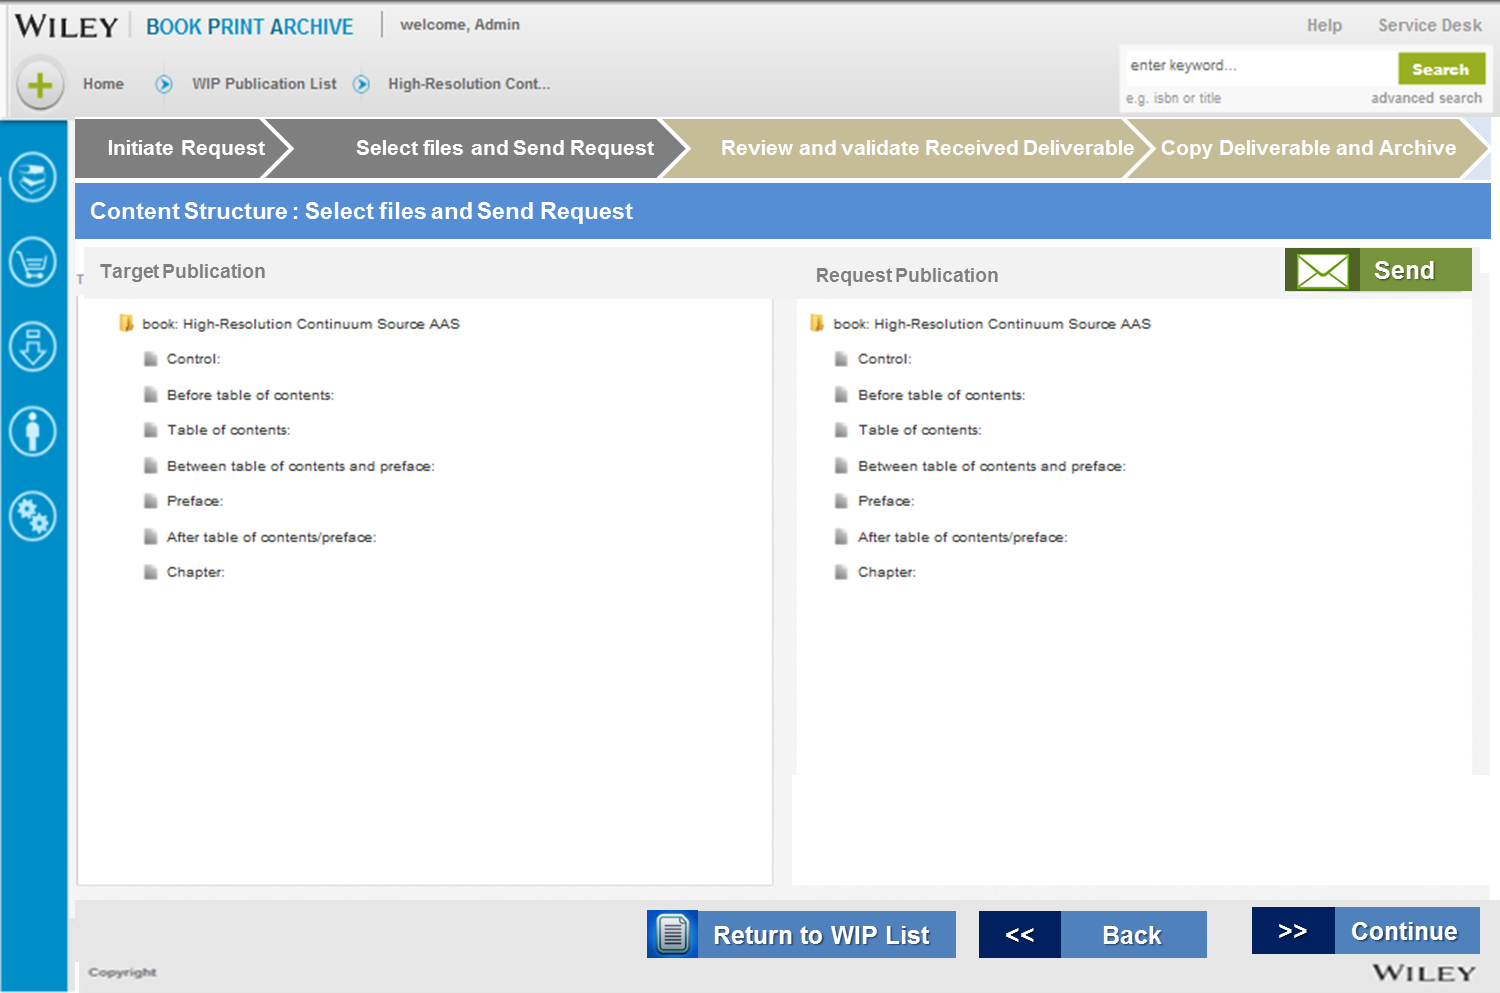 WILEY BOOK PRINT ARCHIVE welcome, Admin Help Service Desk
Home WIP Publication List High-Resolution Cont...
enter keyword... Search
e.g. isbn or title advanced search
Initiate Request Select files and Send Request Review and validate Received Deliverable Copy Deliverable and Archive
Content Structure : Select files and Send Request
T Target Publication
Request Publication
Send
book: High-Resolution Continuum Source AAS
Control:
Before table of contents:
Table of contents:
Between table of contents and preface:
Preface:
After table of contents/preface:
Chapter:
book: High-Resolution Continuum Source AAS
Control:
Before table of contents:
Table of contents:
Between table of contents and preface:
Preface:
After table of contents/preface:
Chapter:
Return to WIP List << Back >> Continue
Copyright
WILEY